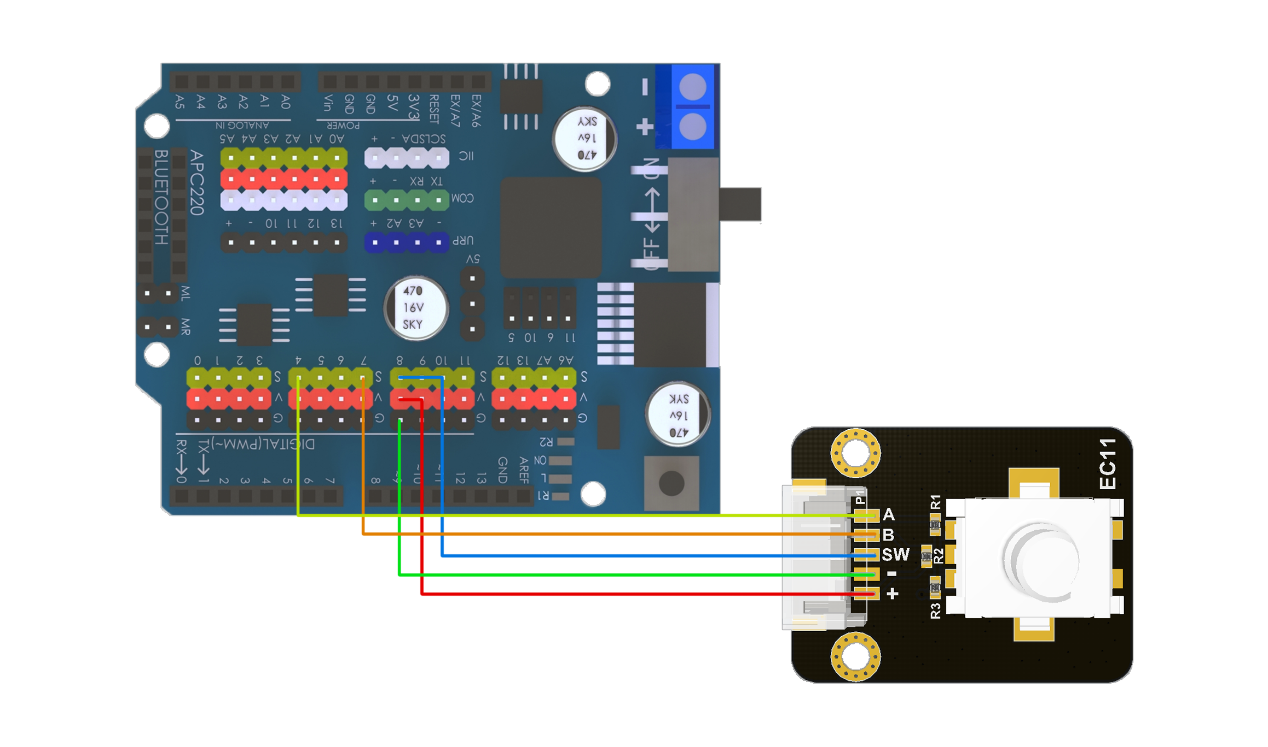 A5 A4 A3 A2 A1 A0
Vin GND GND 5V 3V3 RESET EX/A7 EX/A6
ANALOG IN
POWER
-
+
SKY
16V
470
A5 A4 A3 A2 A1 A0
+ - SDA SCL
IIC
APC220
BLUETOOTH
ON
OFF
+ - RX TX
COM
+ - 10 11 12 13
+ A2 A3 -
URP
5V
ML
MR
470
16V
SKY
5 10 6 11
0 1 2 3
4 5 6 7
8 9 10 11
12 13 A7 A6
S S S S
V V V V
G G G G
SYK
16V
470
DIGITAL(PWM~)
RX TX
R2
ON
L
R1
0 1 2 3 4 5 6 7
8 ~9 ~10 ~11 12 13 GND AREF
EC11
P1
A
B
SW
-
+
R1
R2
R3